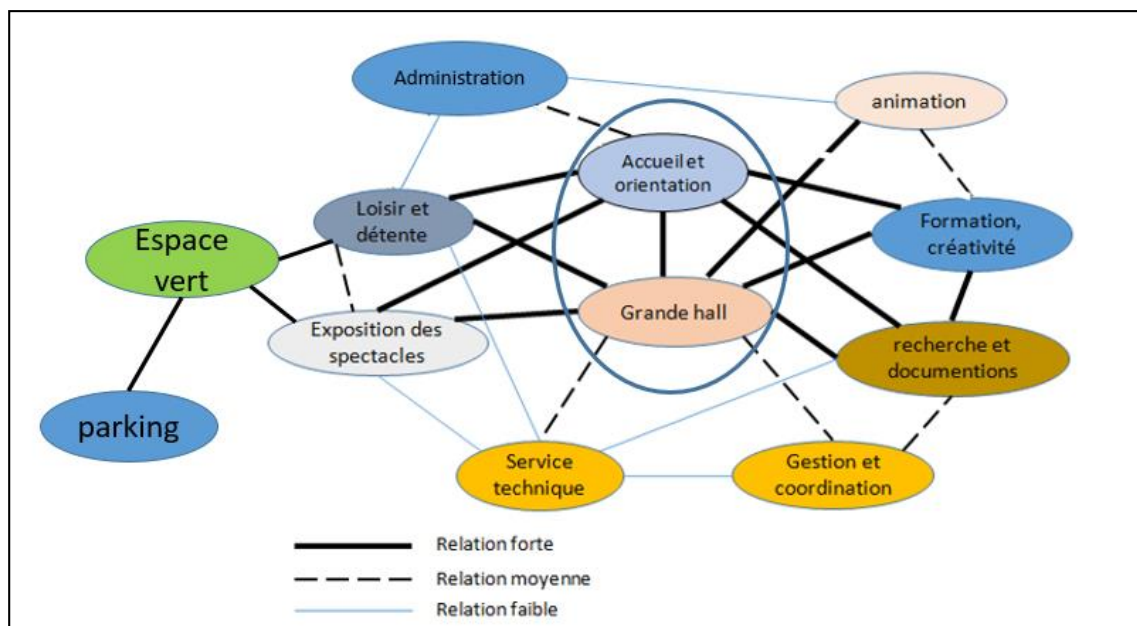 Administration
animation
Accueil et
orientation
Loisir et
détente
Formation,
créativité
Espace
vert
Grande hall
Exposition des
spectacles
recherche et
documentions
parking
Service
technique
Gestion et
coordination
Relation forte
Relation moyenne
Relation faible